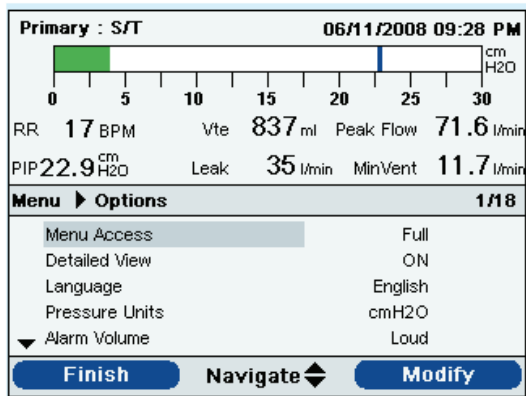 Primary : S/T 06/11/2008 09:28 PM
cm
H2O
0 5 10 15 20 25 30
RR 17 BPM Vte 837 ml Peak Flow 71.6 l/min
PIP 22.9 cm H2O Leak 35 l/min MinVent 11.7 l/min
Menu Options 1/18
Menu Access Full
Detailed View ON
Language English
Pressure Units cmH2O
Alarm Volume Loud
Finish Navigate Modify